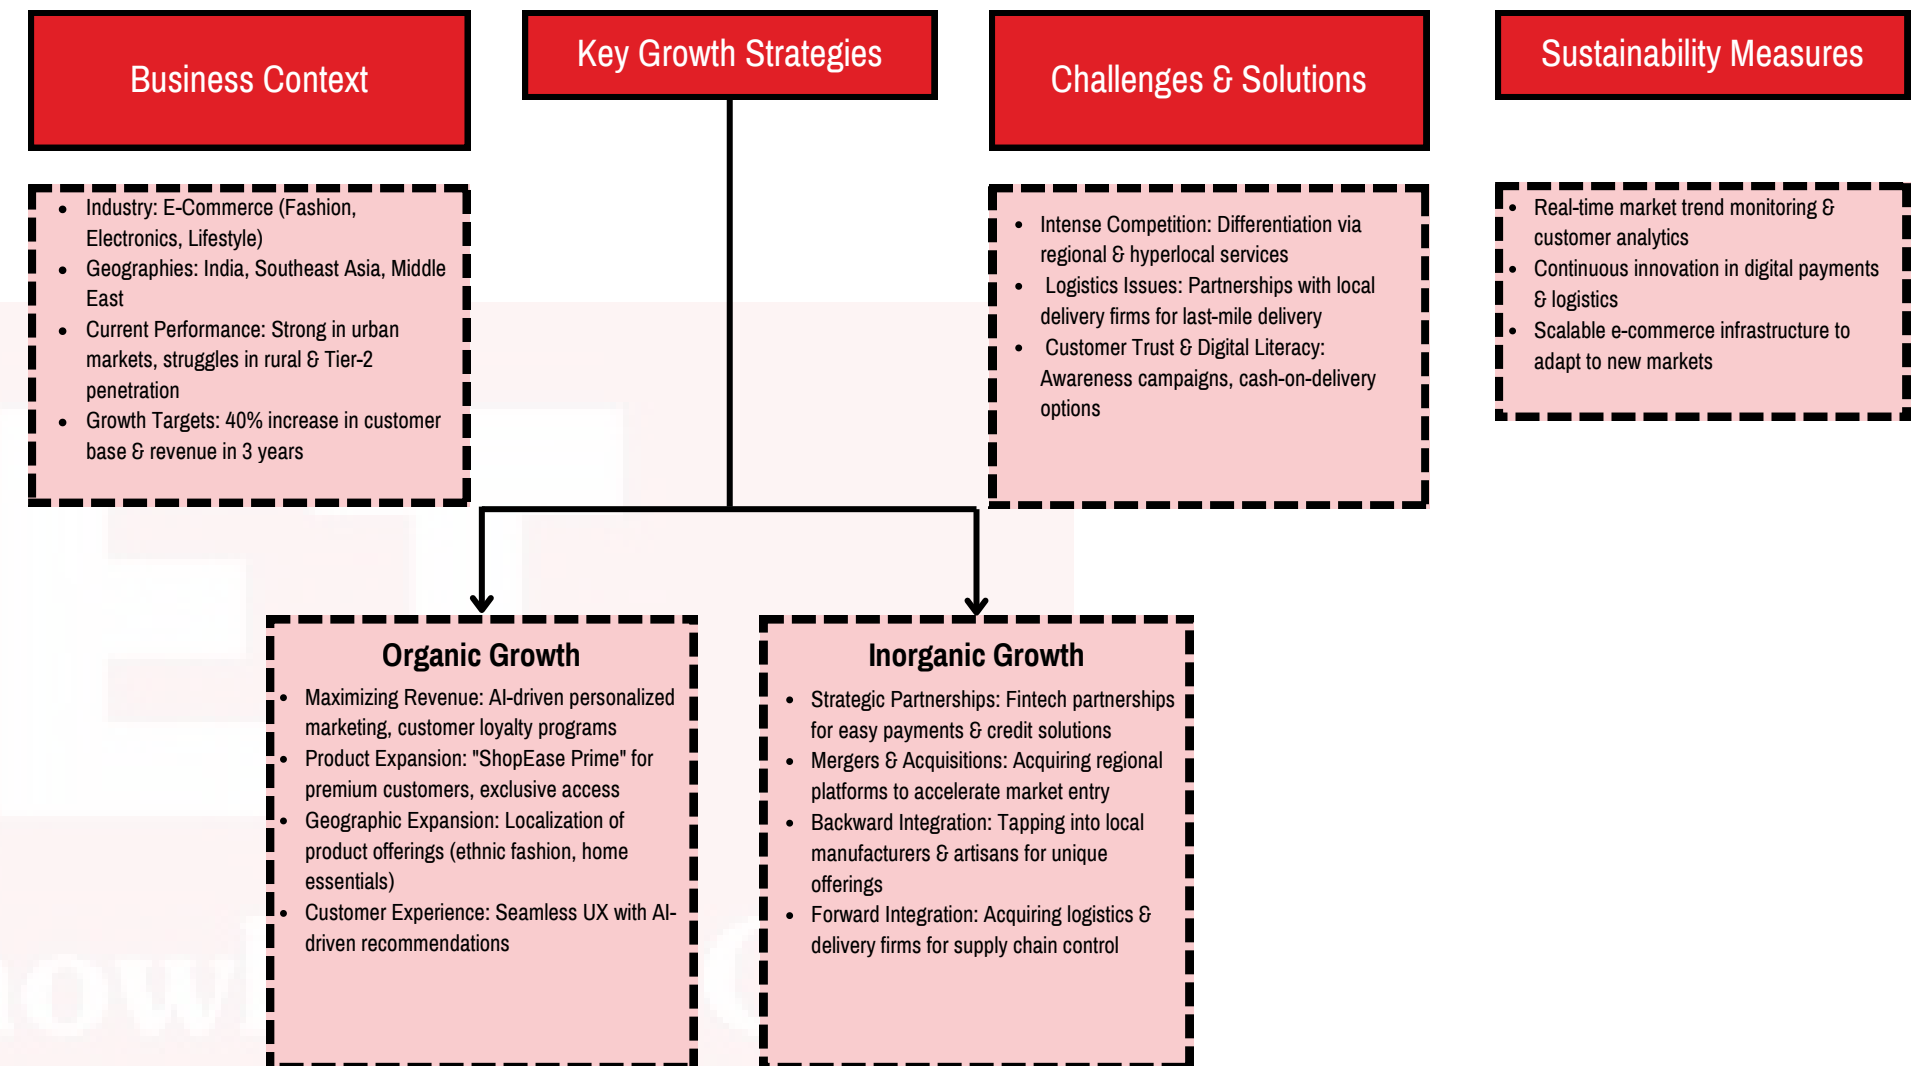 Business Context
Key Growth Strategies
Challenges & Solutions
Sustainability Measures
• Industry: E-Commerce (Fashion,
Electronics, Lifestyle)
• Geographies: India, Southeast Asia, Middle
East
• Current Performance: Strong in urban
markets, struggles in rural & Tier-2
penetration
• Growth Targets: 40% increase in customer
base & revenue in 3 years
• Intense Competition: Differentiation via
regional & hyperlocal services
• Logistics Issues: Partnerships with local
delivery firms for last-mile delivery
• Customer Trust & Digital Literacy:
Awareness campaigns, cash-on-delivery
options
• Real-time market trend monitoring &
customer analytics
• Continuous innovation in digital payments
& logistics
• Scalable e-commerce infrastructure to
adapt to new markets
Organic Growth
• Maximizing Revenue: AI-driven personalized
marketing, customer loyalty programs
• Product Expansion: "ShopEase Prime" for
premium customers, exclusive access
• Geographic Expansion: Localization of
product offerings (ethnic fashion, home
essentials)
• Customer Experience: Seamless UX with AI-
driven recommendations
Inorganic Growth
• Strategic Partnerships: Fintech partnerships
for easy payments & credit solutions
• Mergers & Acquisitions: Acquiring regional
platforms to accelerate market entry
• Backward Integration: Tapping into local
manufacturers & artisans for unique
offerings
• Forward Integration: Acquiring logistics &
delivery firms for supply chain control